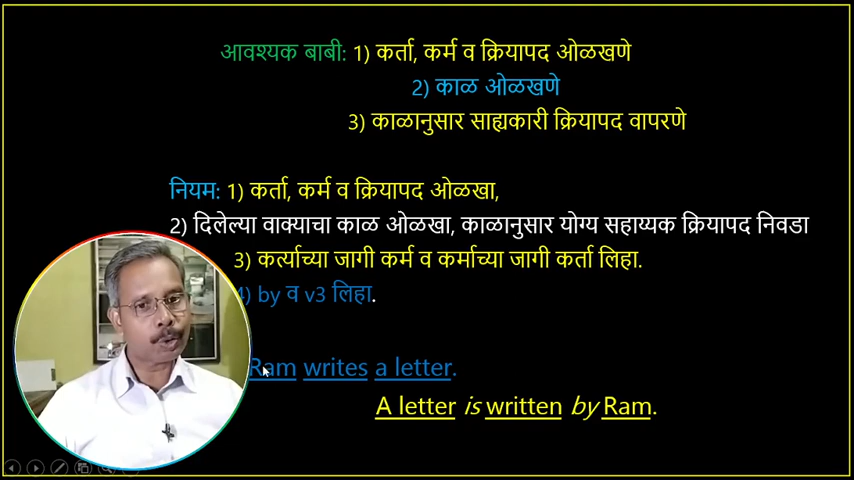 आवश्यक बाबी: 1) कर्ता, कर्म व क्रियापद ओळखणे
2) काळ ओळखणे
3) काळानुसार साह्यकारी क्रियापद वापरणे
नियम: 1) कर्ता, कर्म व क्रियापद ओळखा,
2) दिलेल्या वाक्याचा काळ ओळखा, काळानुसार योग्य सहाय्यक क्रियापद निवडा
3) कर्त्याच्या जागी कर्म व कर्माच्या जागी कर्ता लिहा.
4) by व v3 लिहा.
Ram writes a letter.
A letter is written by Ram.